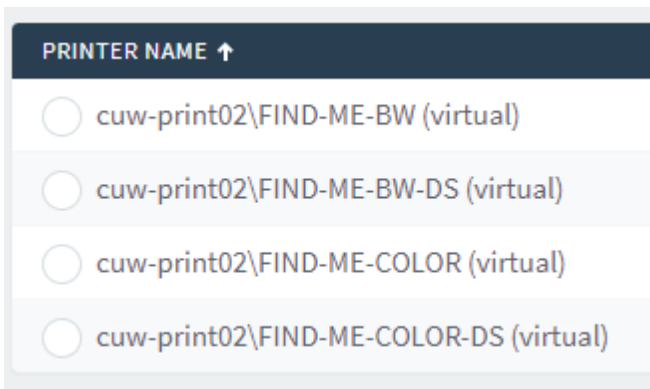 PRINTER NAME ↑
cuw-print02\FIND-ME-BW (virtual)
cuw-print02\FIND-ME-BW-DS (virtual)
cuw-print02\FIND-ME-COLOR (virtual)
cuw-print02\FIND-ME-COLOR-DS (virtual)